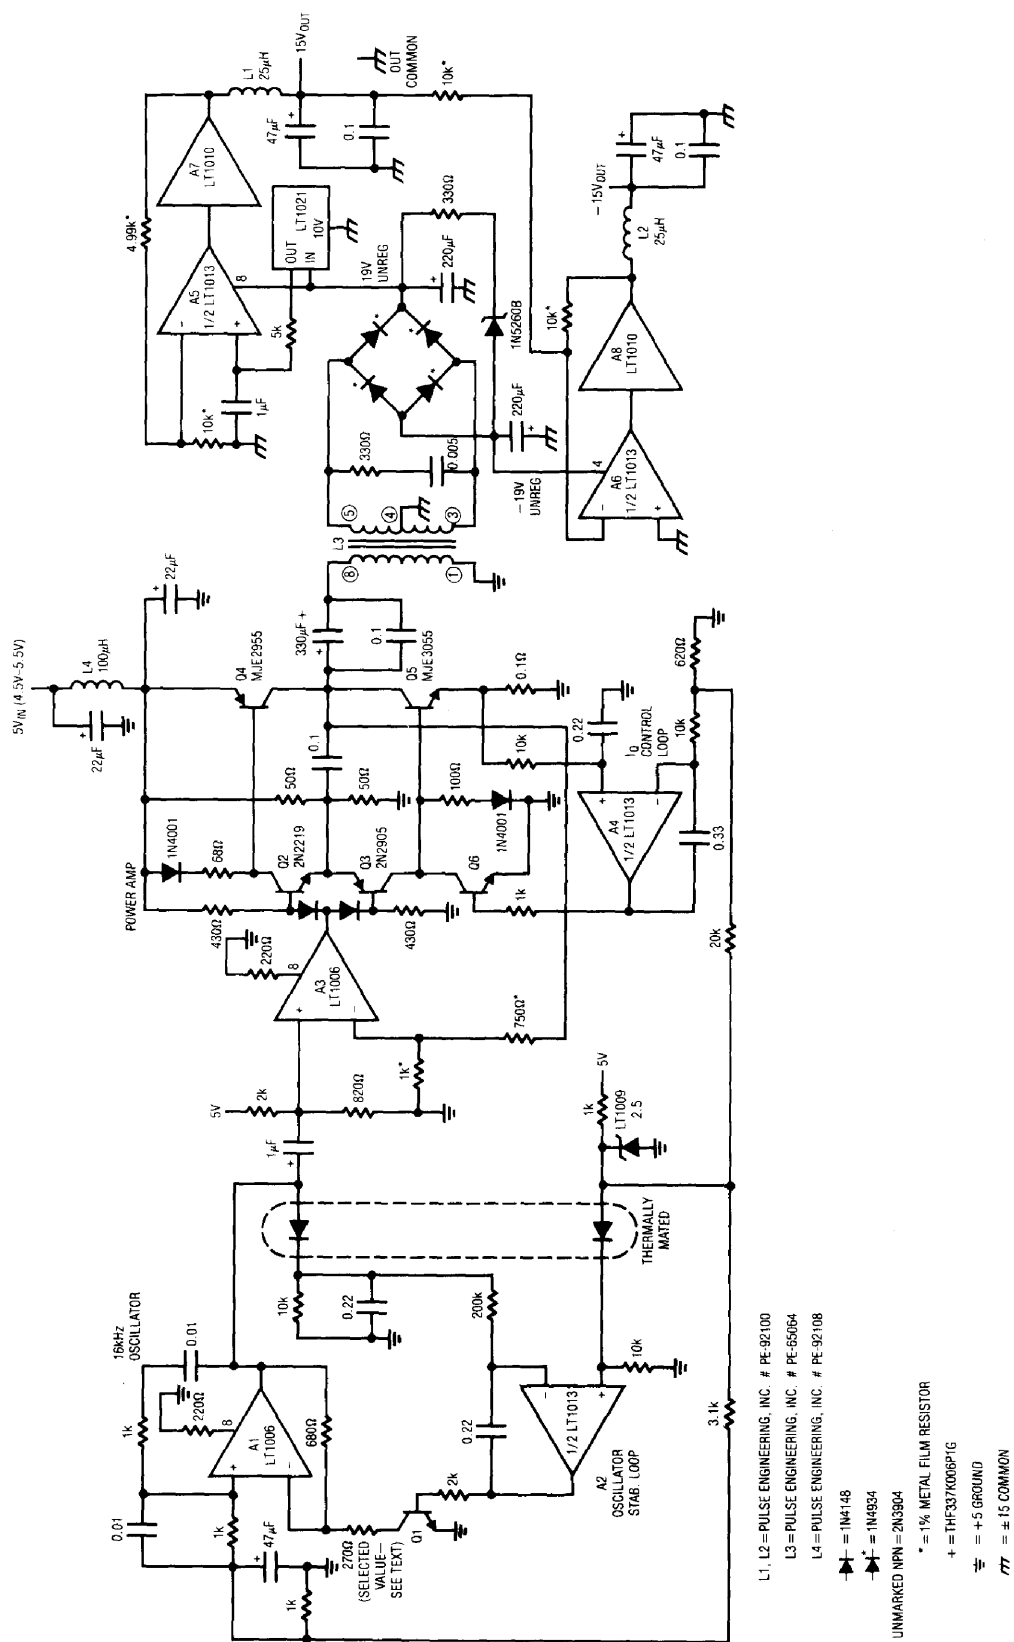 5V IN (4.5V–5.5V)
L4
100µH
22µF
+
22µF
+
POWER AMP
1N4001
68Ω
430Ω
220Ω
8
A3
LT1006
+
−
Q2
2N2219
Q3
2N2905
430Ω
50Ω
50Ω
0.1
Q4
MJE2955
Q5
MJE3055
100Ω
1N4001
Q6
1k
0.1Ω
10k
0.22
A4
1/2 LT1013
+
−
IQ
CONTROL
LOOP
10k
620Ω
0.33
20k
330µF +
+
0.1
L3
8
1
5
4
3
330Ω
0.005
4.99k*
10k*
1µF
5k
A5
1/2 LT1013
−
+
8
A7
LT1010
L1
25µH
15VOUT
OUT
COMMON
+
47µF
0.1
10k*
LT1021
10V
OUT
IN
19V
UNREG
*
*
*
*
+
220µF
330Ω
1N5260B
220µF
+
−19V
UNREG
4
A6
1/2 LT1013
−
+
A8
LT1010
10k*
L2
25µH
−15VOUT
+
47µF
0.1
16kHz
OSCILLATOR
0.01
1k
0.01
1k
220Ω
8
A1
LT1006
+
−
680Ω
47µF
+
1k
270Ω
(SELECTED
VALUE—
SEE TEXT)
Q1
2k
0.22
A2
OSCILLATOR
STAB. LOOP
1/2 LT1013
−
+
10k
200k
10k
0.22
THERMALLY
MATED
1µF
+
5V
2k
820Ω
1k*
750Ω*
5V
1k
LT1009
2.5
3.1k
L1, L2 = PULSE ENGINEERING, INC. # PE-92100
L3 = PULSE ENGINEERING, INC. # PE-65064
L4 = PULSE ENGINEERING, INC. # PE-92108
= 1N4148
* = 1N4934
UNMARKED NPN = 2N3904
* = 1% METAL FILM RESISTOR
+ = THF337K006P1G
= +5 GROUND
= ±15 COMMON